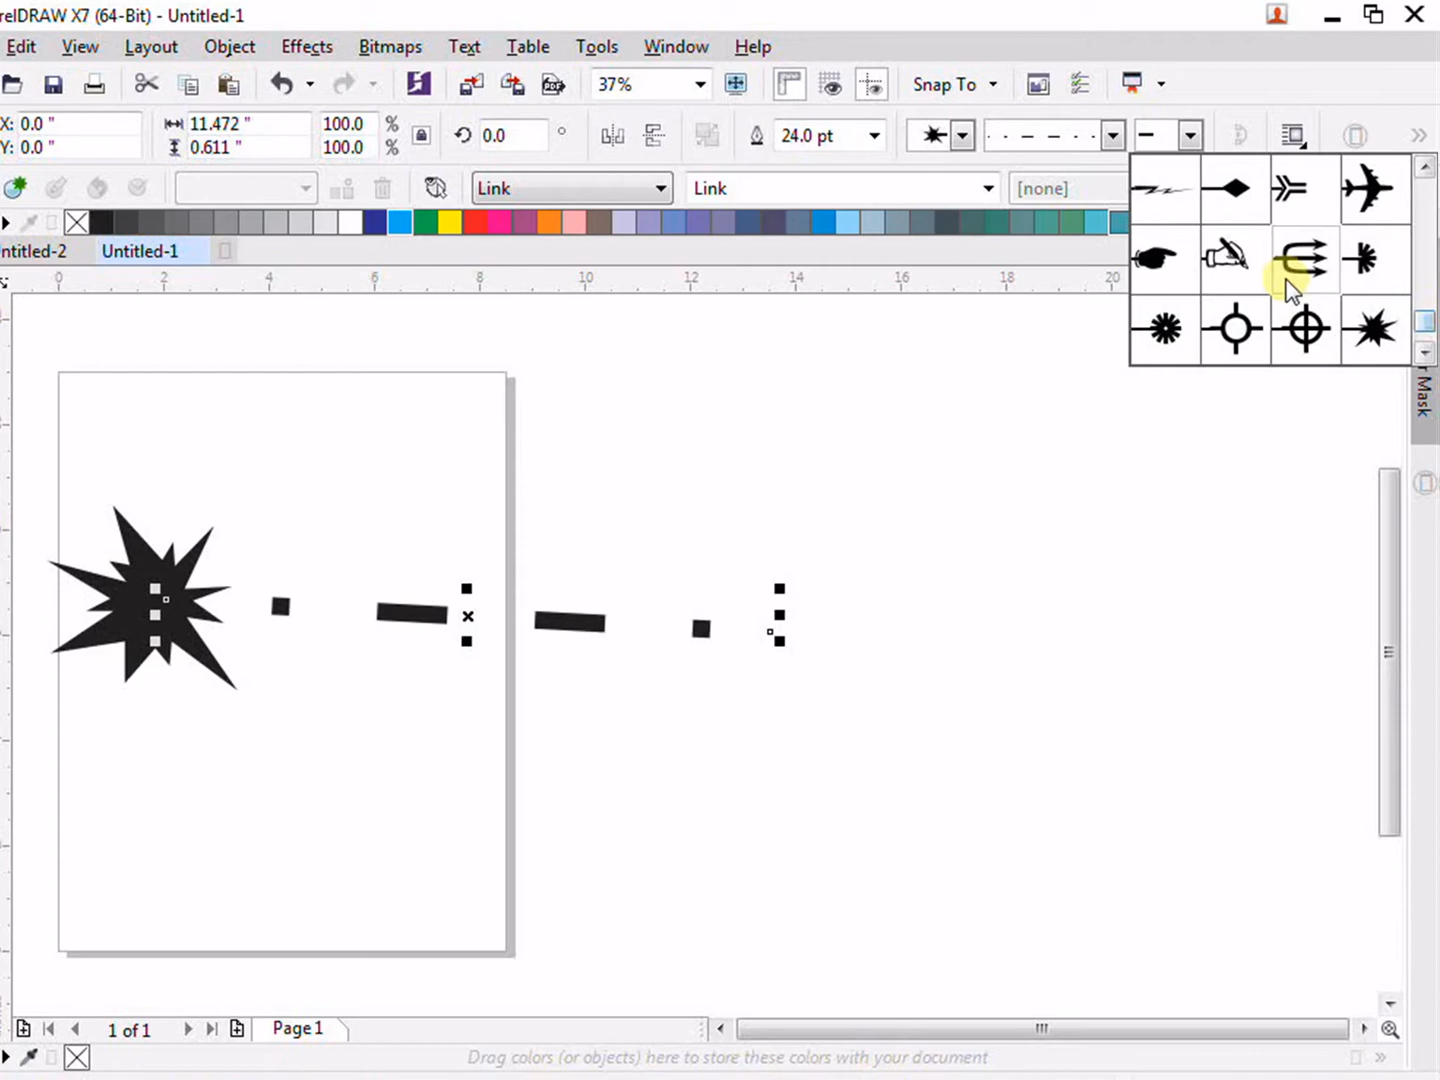 relDRAW X7 (64-Bit) - Untitled-1
Edit View Layout Object Effects Bitmaps Text Table Tools Window Help
37% Snap To
X: 0.0 " 11.472 " 100.0 % 0.0 ° 24.0 pt
Y: 0.0 " 0.611 " 100.0 %
Link Link [none]
ntitled-2 Untitled-1
0 2 4 6 8 10 12 14 16 18 20
r Mask
1 of 1 Page1
Drag colors (or objects) here to store these colors with your document